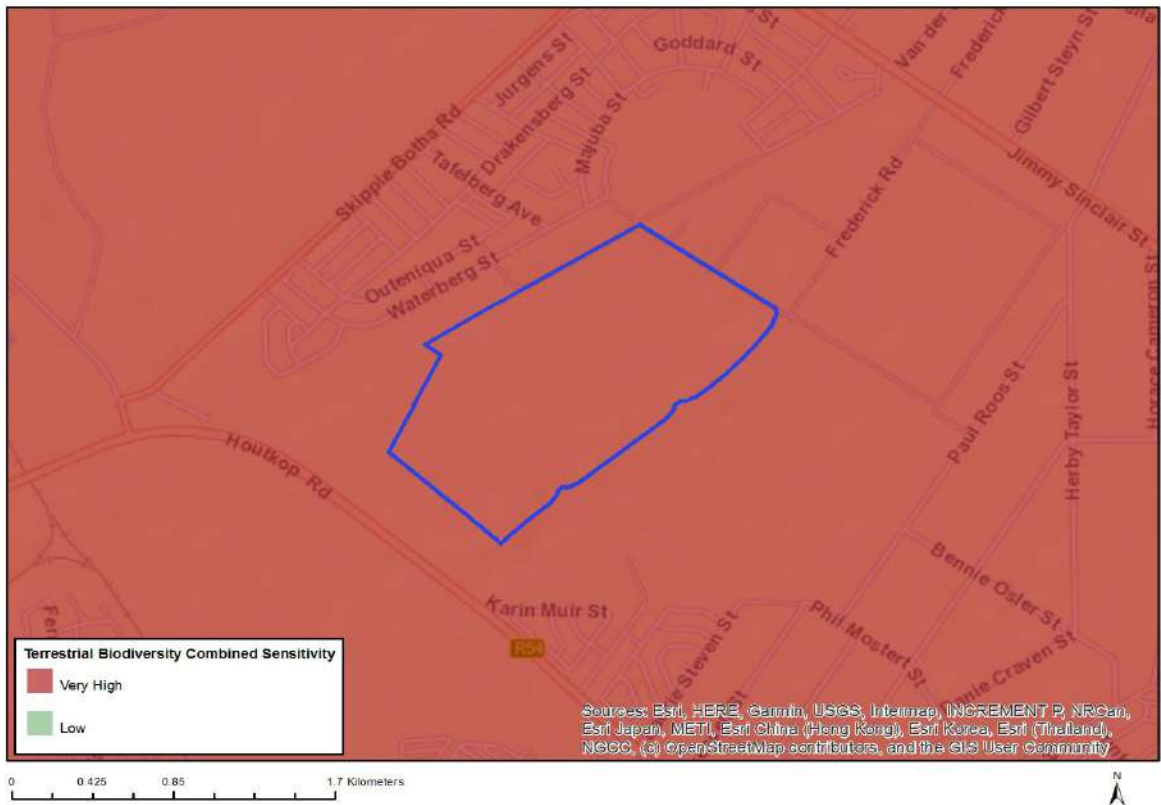 Goddard St
Van der
Frederick
Gilbert Steyn St
Jurgens St
Drakensberg St
Majuba St
Skippie Botha Rd
Tafelberg Ave
Frederick Rd
Jimmy Sinclair St
Outeniqua St
Waterberg St
Horace Cameron St
Paul Roos St
Herby Taylor St
Houtkop Rd
Bennie Osler St
Karin Muir St
Phil Mostert St
R54
Steven St
Danie Craven St
Terrestrial Biodiversity Combined Sensitivity
Very High
Low
Sources: Esri, HERE, Garmin, USGS, Intermap, INCREMENT P, NRCan,
Esri Japan, METI, Esri China (Hong Kong), Esri Korea, Esri (Thailand),
NGCC, (c) OpenStreetMap contributors, and the GIS User Community
0 0.425 0.85 1.7 Kilometers
N